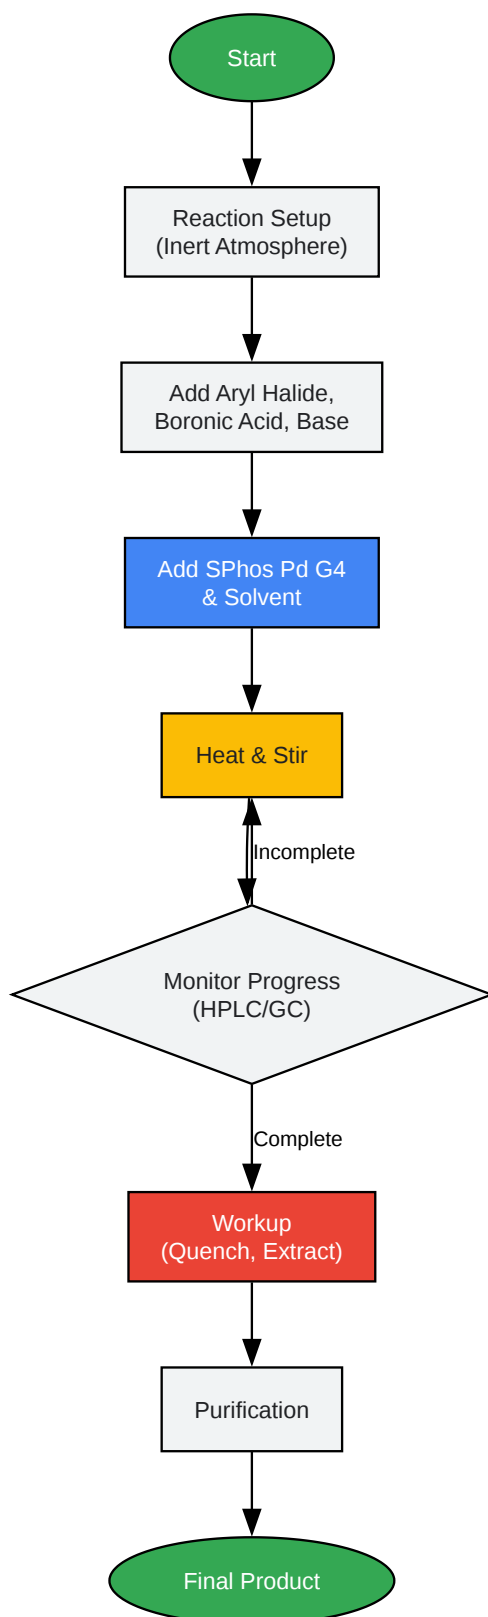 Start
Reaction Setup
(Inert Atmosphere)
Add Aryl Halide,
Boronic Acid, Base
Add SPhos Pd G4
& Solvent
Heat & Stir
Incomplete
Monitor Progress
(HPLC/GC)
Complete
Workup
(Quench, Extract)
Purification
Final Product